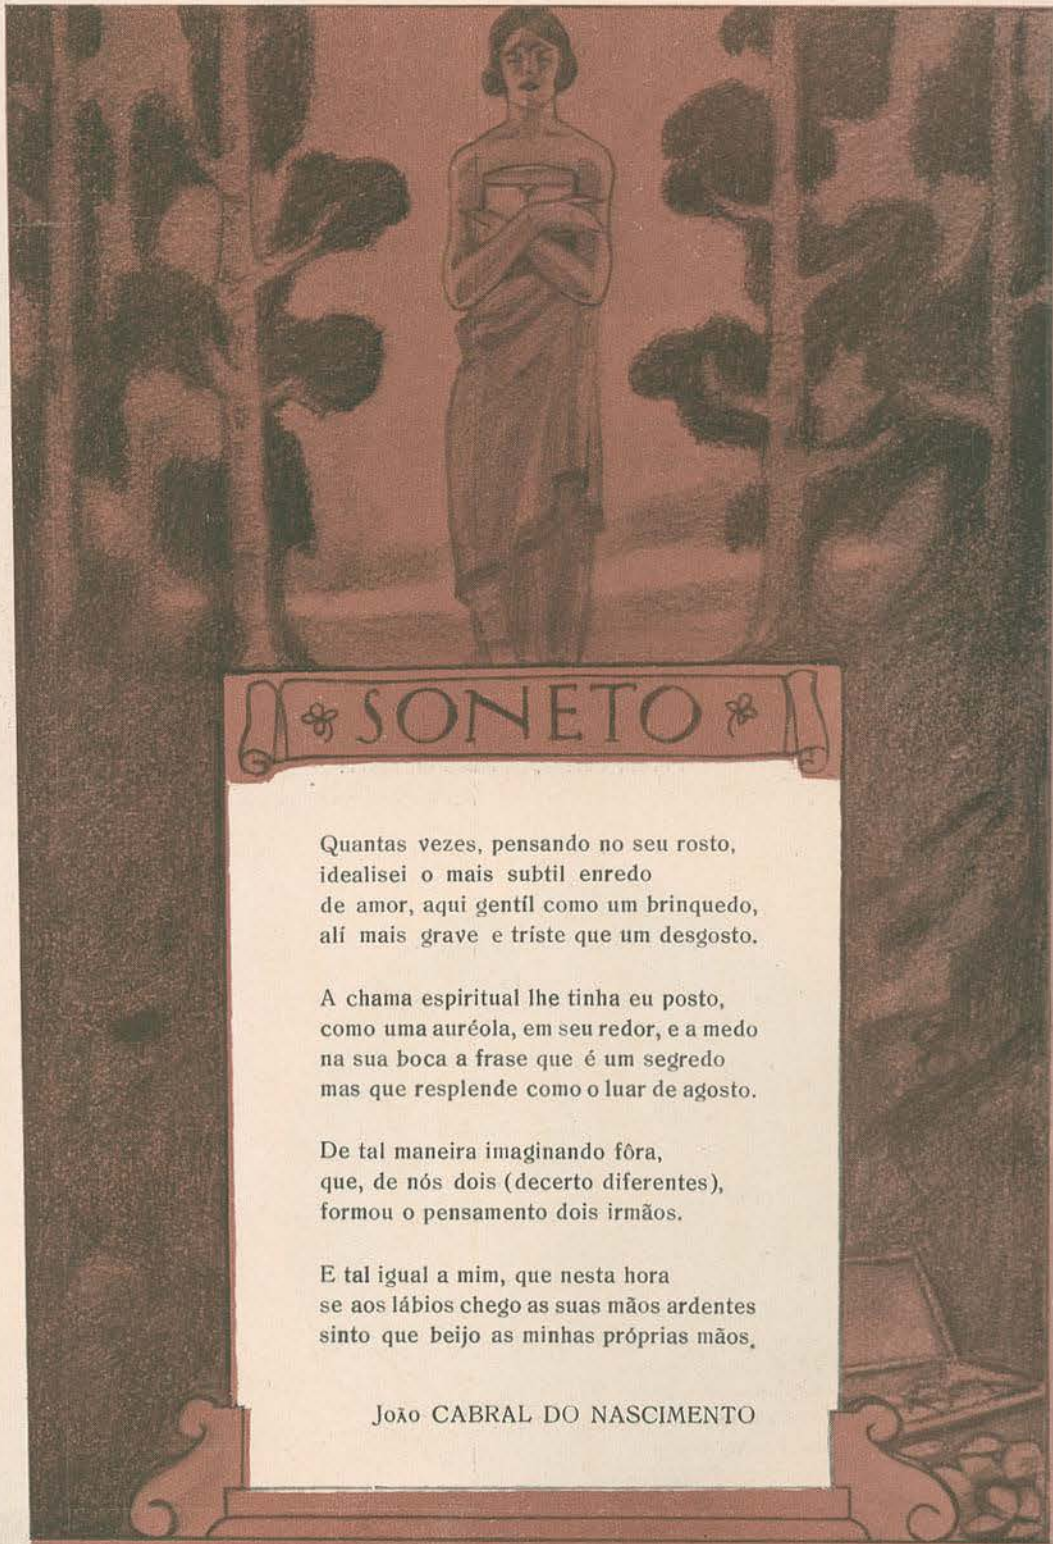 SONETO
Quantas vezes, pensando no seu rosto,
idealisei o mais subtil enredo
de amor, aqui gentíl como um brinquedo,
alí mais grave e triste que um desgosto.
A chama espiritual lhe tinha eu posto,
como uma auréola, em seu redor, e a medo
na sua boca a frase que é um segredo
mas que resplende como o luar de agosto.
De tal maneira imaginando fôra,
que, de nós dois (decerto diferentes),
formou o pensamento dois irmãos.
E tal igual a mim, que nesta hora
se aos lábios chego as suas mãos ardentes
sinto que beijo as minhas próprias mãos.
João CABRAL DO NASCIMENTO